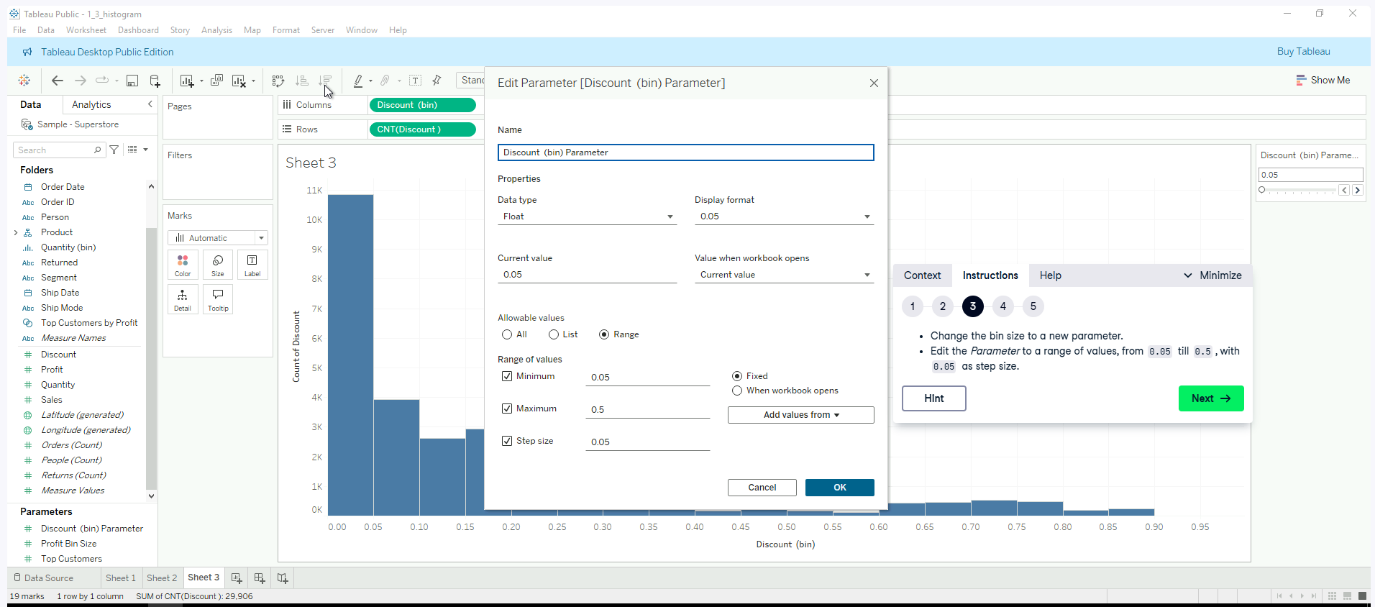 Tableau Public - 1_3_histogram
File Data Worksheet Dashboard Story Analysis Map Format Server Window Help
Tableau Desktop Public Edition
Buy Tableau
Stand
Show Me
Data Analytics
Sample - Superstore
Search
Folders
Order Date
Abc Order ID
Abc Person
Product
Quantity (bin)
Abc Returned
Abc Segment
Ship Date
Abc Ship Mode
Top Customers by Profit
Abc Measure Names
Discount
Profit
Quantity
Sales
Latitude (generated)
Longitude (generated)
Orders (Count)
People (Count)
Returns (Count)
Measure Values
Parameters
Discount (bin) Parameter
Profit Bin Size
Top Customers
Pages
Filters
Marks
Automatic
Color Size Label
Detail Tooltip
Columns Discount (bin)
Rows CNT(Discount )
Sheet 3
11K
10K
9K
8K
7K
6K
5K
4K
3K
2K
1K
0K
Count of Discount
0.00 0.05 0.10 0.15 0.20 0.25 0.30 0.35 0.40 0.45 0.50 0.55 0.60 0.65 0.70 0.75 0.80 0.85 0.90 0.95
Discount (bin)
Edit Parameter [Discount (bin) Parameter]
Name
Discount (bin) Parameter
Properties
Data type Display format
Float 0.05
Current value Value when workbook opens
0.05 Current value
Allowable values
All List Range
Range of values
Minimum 0.05 Fixed
When workbook opens
Maximum 0.5 Add values from
Step size 0.05
Cancel OK
Discount (bin) Parame...
0.05
Context Instructions Help Minimize
1 2 3 4 5
• Change the bin size to a new parameter.
• Edit the Parameter to a range of values, from 0.05 till 0.5 , with
0.05 as step size.
Hint Next
Data Source Sheet 1 Sheet 2 Sheet 3
19 marks 1 row by 1 column SUM of CNT(Discount ): 29,906